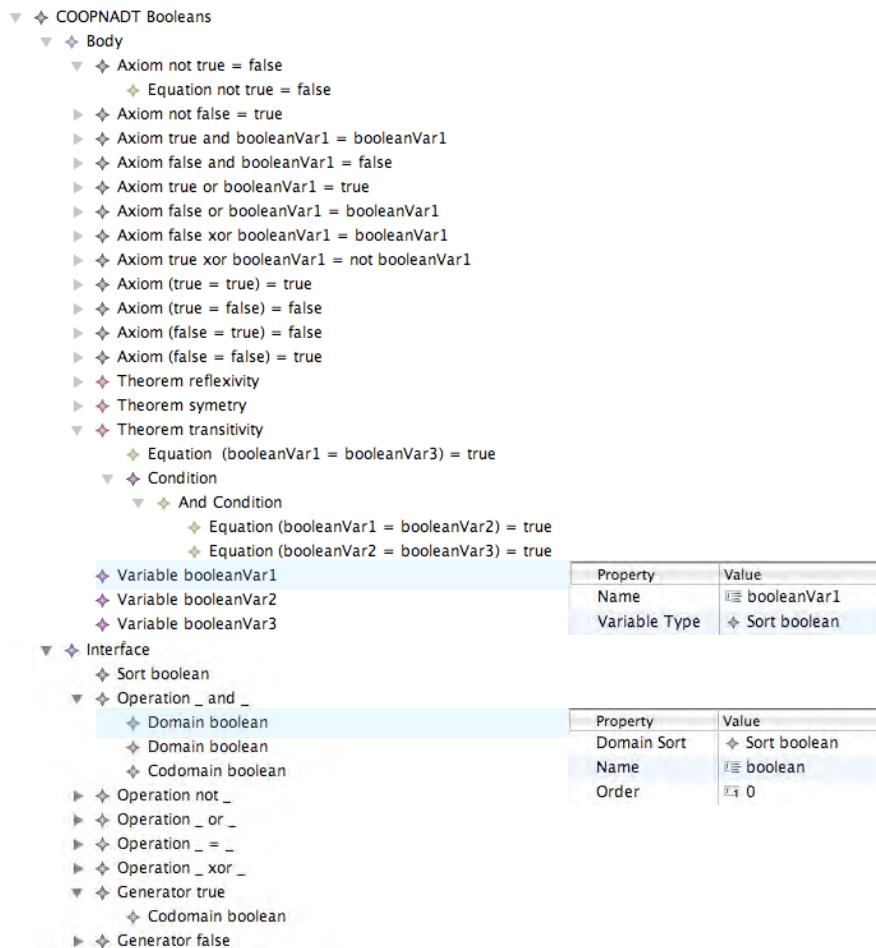 COOPNADT Booleans
Body
Axiom not true = false
Equation not true = false
Axiom not false = true
Axiom true and booleanVar1 = booleanVar1
Axiom false and booleanVar1 = false
Axiom true or booleanVar1 = true
Axiom false or booleanVar1 = booleanVar1
Axiom false xor booleanVar1 = booleanVar1
Axiom true xor booleanVar1 = not booleanVar1
Axiom (true = true) = true
Axiom (true = false) = false
Axiom (false = true) = false
Axiom (false = false) = true
Theorem reflexivity
Theorem symetry
Theorem transitivity
Equation (booleanVar1 = booleanVar3) = true
Condition
And Condition
Equation (booleanVar1 = booleanVar2) = true
Equation (booleanVar2 = booleanVar3) = true
Variable booleanVar1 Property Value
Variable booleanVar2 Name booleanVar1
Variable booleanVar3 Variable Type Sort boolean
Interface
Sort boolean
Operation _ and _
Domain boolean Property Value
Domain boolean Domain Sort Sort boolean
Codomain boolean Name boolean
Operation not _ Order 0
Operation _ or _
Operation _ = _
Operation _ xor _
Generator true
Codomain boolean
Generator false